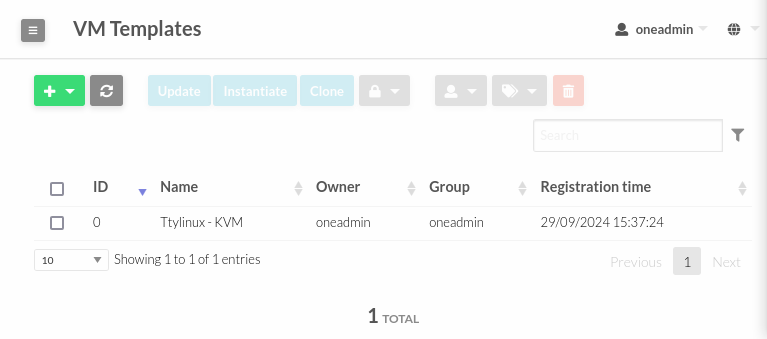 VM Templates
oneadmin
Update
Instantiate
Clone
Search
ID
Name
Owner
Group
Registration time
0
Ttylinux - KVM
oneadmin
oneadmin
29/09/2024 15:37:24
10
Showing 1 to 1 of 1 entries
Previous
1
Next
1 TOTAL